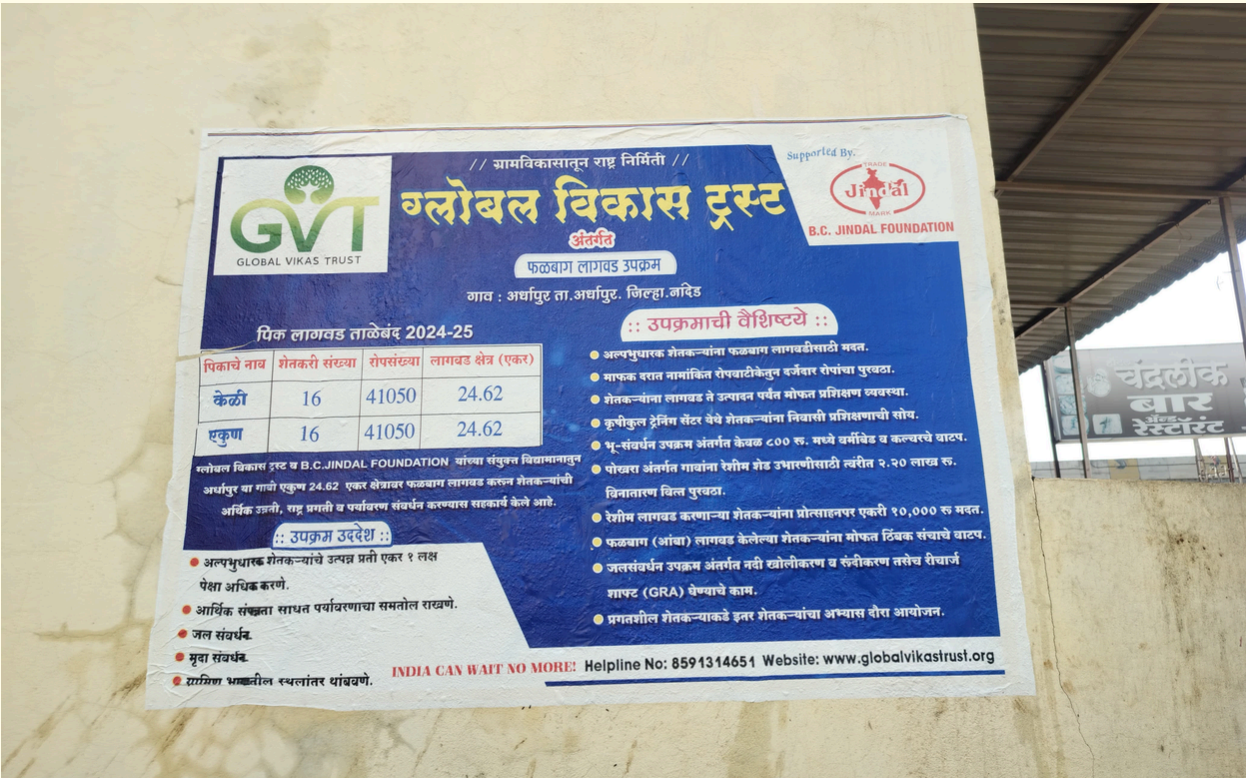 // ग्रामविकासातून राष्ट्र निर्मिती //
Supported By.
GVT
GLOBAL VIKAS TRUST
ग्लोबल विकास ट्रस्ट
TRADE
Jindal
MARK
B.C. JINDAL FOUNDATION
अंतर्गत
फळबाग लागवड उपक्रम
गाव : अर्धापुर ता.अर्धापुर. जिल्हा.नांदेड
पिक लागवड ताळेबंद 2024-25
पिकाचे नाव शेतकरी संख्या रोपसंख्या लागवड क्षेत्र (एकर)
केळी 16 41050 24.62
एकुण 16 41050 24.62
ग्लोबल विकास ट्रस्ट व B.C.JINDAL FOUNDATION यांच्या संयुक्त विद्यामानातुन
अर्धापुर या गावी एकुण 24.62 एकर क्षेत्रावर फळबाग लागवड करून शेतकऱ्यांची
आर्थिक उन्नती, राष्ट्र प्रगती व पर्यावरण संवर्धन करण्यास सहकार्य केले आहे.
:: उपक्रम उददेश ::
अल्पभुधारक शेतकऱ्यांचे उत्पन्न प्रती एकर १ लक्ष
पेक्षा अधिक करणे.
आर्थिक संपन्नता साधत पर्यावरणाचा समतोल राखणे.
जल संवर्धन
मृदा संवर्धन
ग्रामिण भागातील स्थलांतर थांबवणे.
:: उपक्रमाची वैशिष्टये ::
अल्पभुधारक शेतकऱ्यांना फळबाग लागवडीसाठी मदत.
माफक दरात नामांकित रोपवाटीकेतुन दर्जेदार रोपांचा पुरवठा.
शेतकऱ्यांना लागवड ते उत्पादन पर्यंत मोफत प्रशिक्षण व्यवस्था.
कृषीकुल ट्रेनिंग सेंटर येथे शेतकऱ्यांना निवासी प्रशिक्षणाची सोय.
भू-संवर्धन उपक्रम अंतर्गत केवळ ८०० रू. मध्ये वर्मीबेड व कल्चरचे वाटप.
पोखरा अंतर्गत गावांना रेशीम शेड उभारणीसाठी त्वरीत २.२० लाख रू.
विनातारण वित्त पुरवठा.
रेशीम लागवड करणाऱ्या शेतकऱ्यांना प्रोत्साहनपर एकरी १०,००० रू मदत.
फळबाग (आंबा) लागवड केलेल्या शेतकऱ्यांना मोफत ठिंबक संचाचे वाटप.
जलसंवर्धन उपक्रम अंतर्गत नदी खोलीकरण व रूंदीकरण तसेच रीचार्ज
शाफ्ट (GRA) घेण्याचे काम.
प्रगतशील शेतकऱ्याकडे इतर शेतकऱ्यांचा अभ्यास दौरा आयोजन.
INDIA CAN WAIT NO MORE! Helpline No: 8591314651 Website: www.globalvikastrust.org
चंद्रलीक
बार
अॅन्ड
रेस्टॉरंट